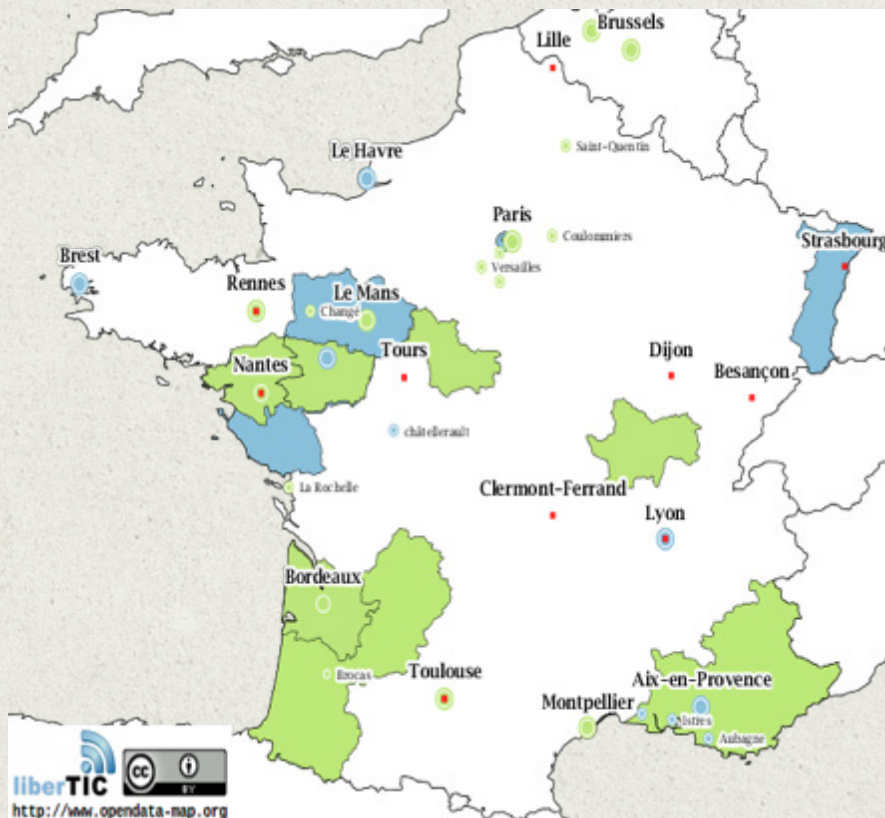 Brussels
Lille
Saint-Quentin
Le Havre
Paris
Coulommiers
Strasbourg
Brest
Versailles
Rennes
Le Mans
Changé
Nantes
Tours
Dijon
Besançon
châtellerault
La Rochelle
Clermont-Ferrand
Lyon
Bordeaux
Brocas
Toulouse
Aix-en-Provence
Montpellier
Istres
Aubagne
liberTIC
cc
BY
http://www.opendata-map.org